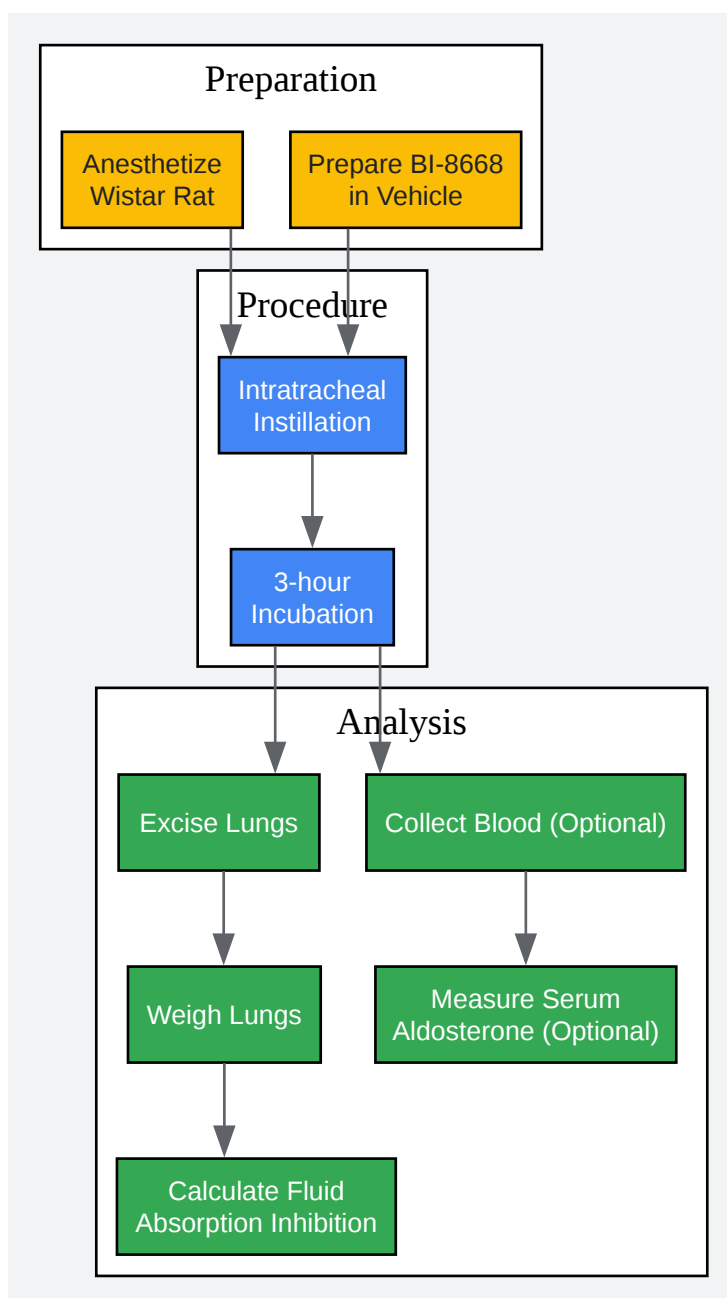 Preparation
Anesthetize
Wistar Rat
Prepare BI-8668
in Vehicle
Procedure
Intratracheal
Instillation
3-hour
Incubation
Analysis
Excise Lungs
Collect Blood (Optional)
Weigh Lungs
Measure Serum
Aldosterone (Optional)
Calculate Fluid
Absorption Inhibition